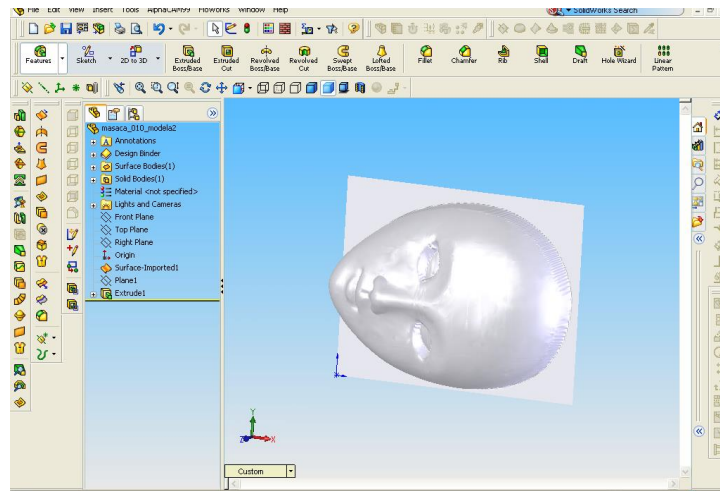 File Edit View Insert Tools AlphaCAM99 FloWorks Window Help
SolidWorks Search
Features
Sketch
2D to 3D
Extruded Boss/Base
Extruded Cut
Revolved Boss/Base
Revolved Cut
Swept Boss/Base
Lofted Boss/Base
Fillet
Chamfer
Rib
Shell
Draft
Hole Wizard
Linear Pattern
masaca_010_modela2
Annotations
Design Binder
Surface Bodies(1)
Solid Bodies(1)
Material <not specified>
Lights and Cameras
Front Plane
Top Plane
Right Plane
Origin
Surface-Imported1
Plane1
Extrude1
Y
Z X
Custom